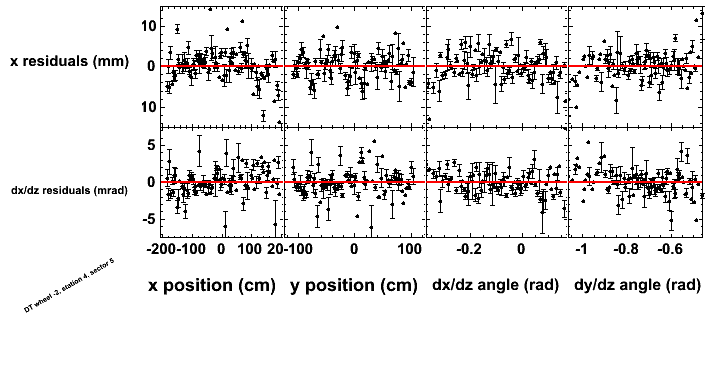 10
x residuals (mm)
0
10
5
dx/dz residuals (mrad)
0
-5
-200 -100 0 100 20 -100 0 100 -0.2 0 -1 -0.8 -0.6
x position (cm) y position (cm) dx/dz angle (rad) dy/dz angle (rad)
DT wheel -2, station 4, sector 5